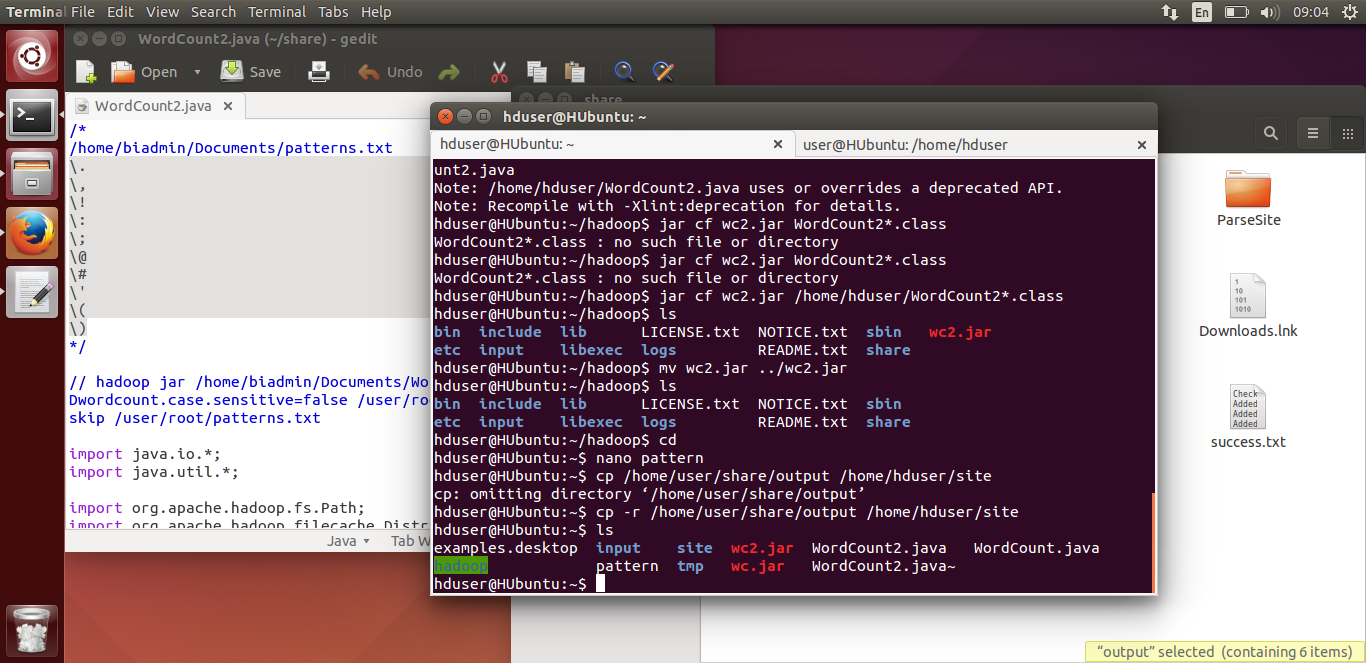 Terminal File Edit View Search Terminal Tabs Help
En
09:04
WordCount2.java (~/share) - gedit
Open
Save
Undo
WordCount2.java
/*
/home/biadmin/Documents/patterns.txt
\.
\,
\!
\:
\;
\@
\#
\'
\(
\)
*/
// hadoop jar /home/biadmin/Documents/Wo
Dwordcount.case.sensitive=false /user/ro
skip /user/root/patterns.txt
import java.io.*;
import java.util.*;
import org.apache.hadoop.fs.Path;
import org.apache.hadoop.filecache.Distr
Java
Tab W
share
hduser@HUbuntu: ~
hduser@HUbuntu: ~
user@HUbuntu: /home/hduser
unt2.java
Note: /home/hduser/WordCount2.java uses or overrides a deprecated API.
Note: Recompile with -Xlint:deprecation for details.
hduser@HUbuntu:~/hadoop$ jar cf wc2.jar WordCount2*.class
WordCount2*.class : no such file or directory
hduser@HUbuntu:~/hadoop$ jar cf wc2.jar WordCount2*.class
WordCount2*.class : no such file or directory
hduser@HUbuntu:~/hadoop$ jar cf wc2.jar /home/hduser/WordCount2*.class
hduser@HUbuntu:~/hadoop$ ls
bin include lib LICENSE.txt NOTICE.txt sbin wc2.jar
etc input libexec logs README.txt share
hduser@HUbuntu:~/hadoop$ mv wc2.jar ../wc2.jar
hduser@HUbuntu:~/hadoop$ ls
bin include lib LICENSE.txt NOTICE.txt sbin
etc input libexec logs README.txt share
hduser@HUbuntu:~/hadoop$ cd
hduser@HUbuntu:~$ nano pattern
hduser@HUbuntu:~$ cp /home/user/share/output /home/hduser/site
cp: omitting directory ‘/home/user/share/output’
hduser@HUbuntu:~$ cp -r /home/user/share/output /home/hduser/site
hduser@HUbuntu:~$ ls
examples.desktop input site wc2.jar WordCount2.java WordCount.java
hadoop pattern tmp wc.jar WordCount2.java~
hduser@HUbuntu:~$
ParseSite
1
10
101
1010
Downloads.lnk
Check
Added
Added
Added
success.txt
“output” selected (containing 6 items)